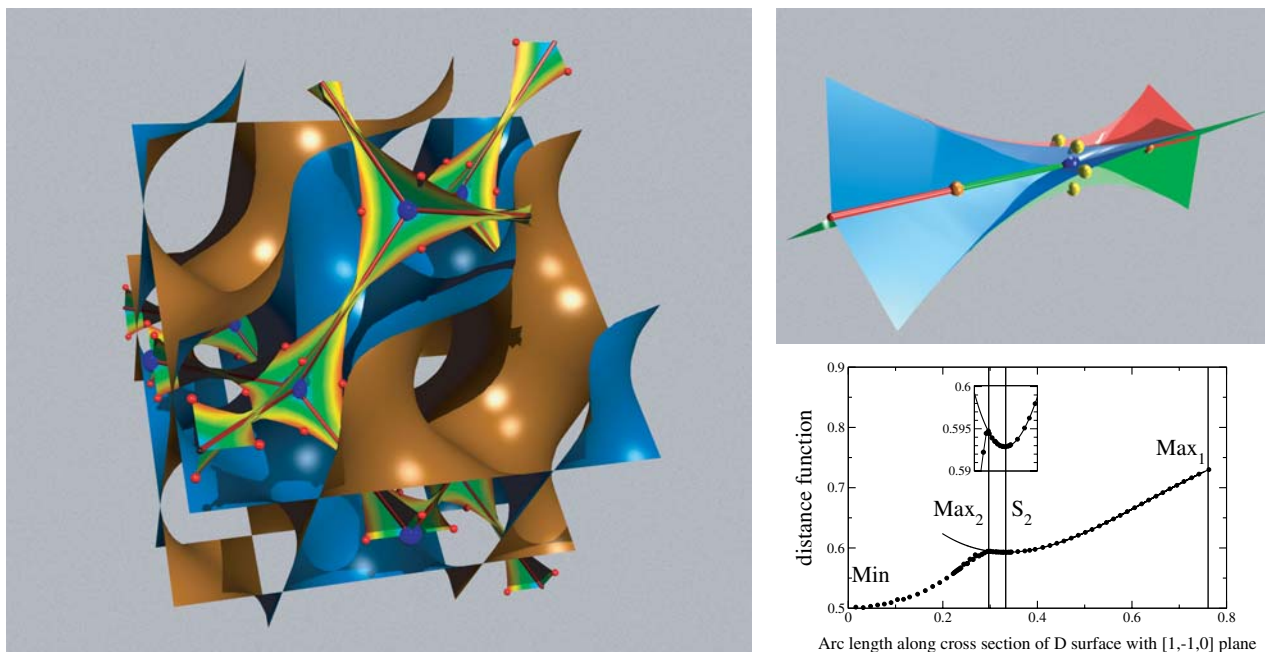 0.9
0.8
0.7
0.6
0.5
distance function
0.6
0.595
0.59
Max₁
Max₂
S₂
Min
0
0.2
0.4
0.6
0.8
Arc length along cross section of D surface with [1,-1,0] plane